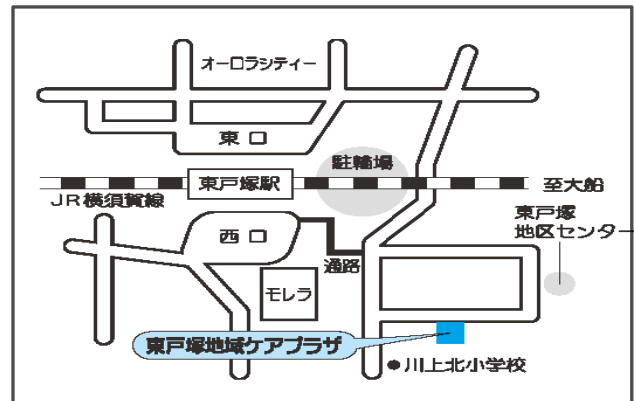 オーロラシティー
東口
駐輪場
東戸塚駅
至大船
JR横須賀線
東戸塚
地区センター
西口
通路
モレラ
東戸塚地域ケアプラザ
●川上北小学校